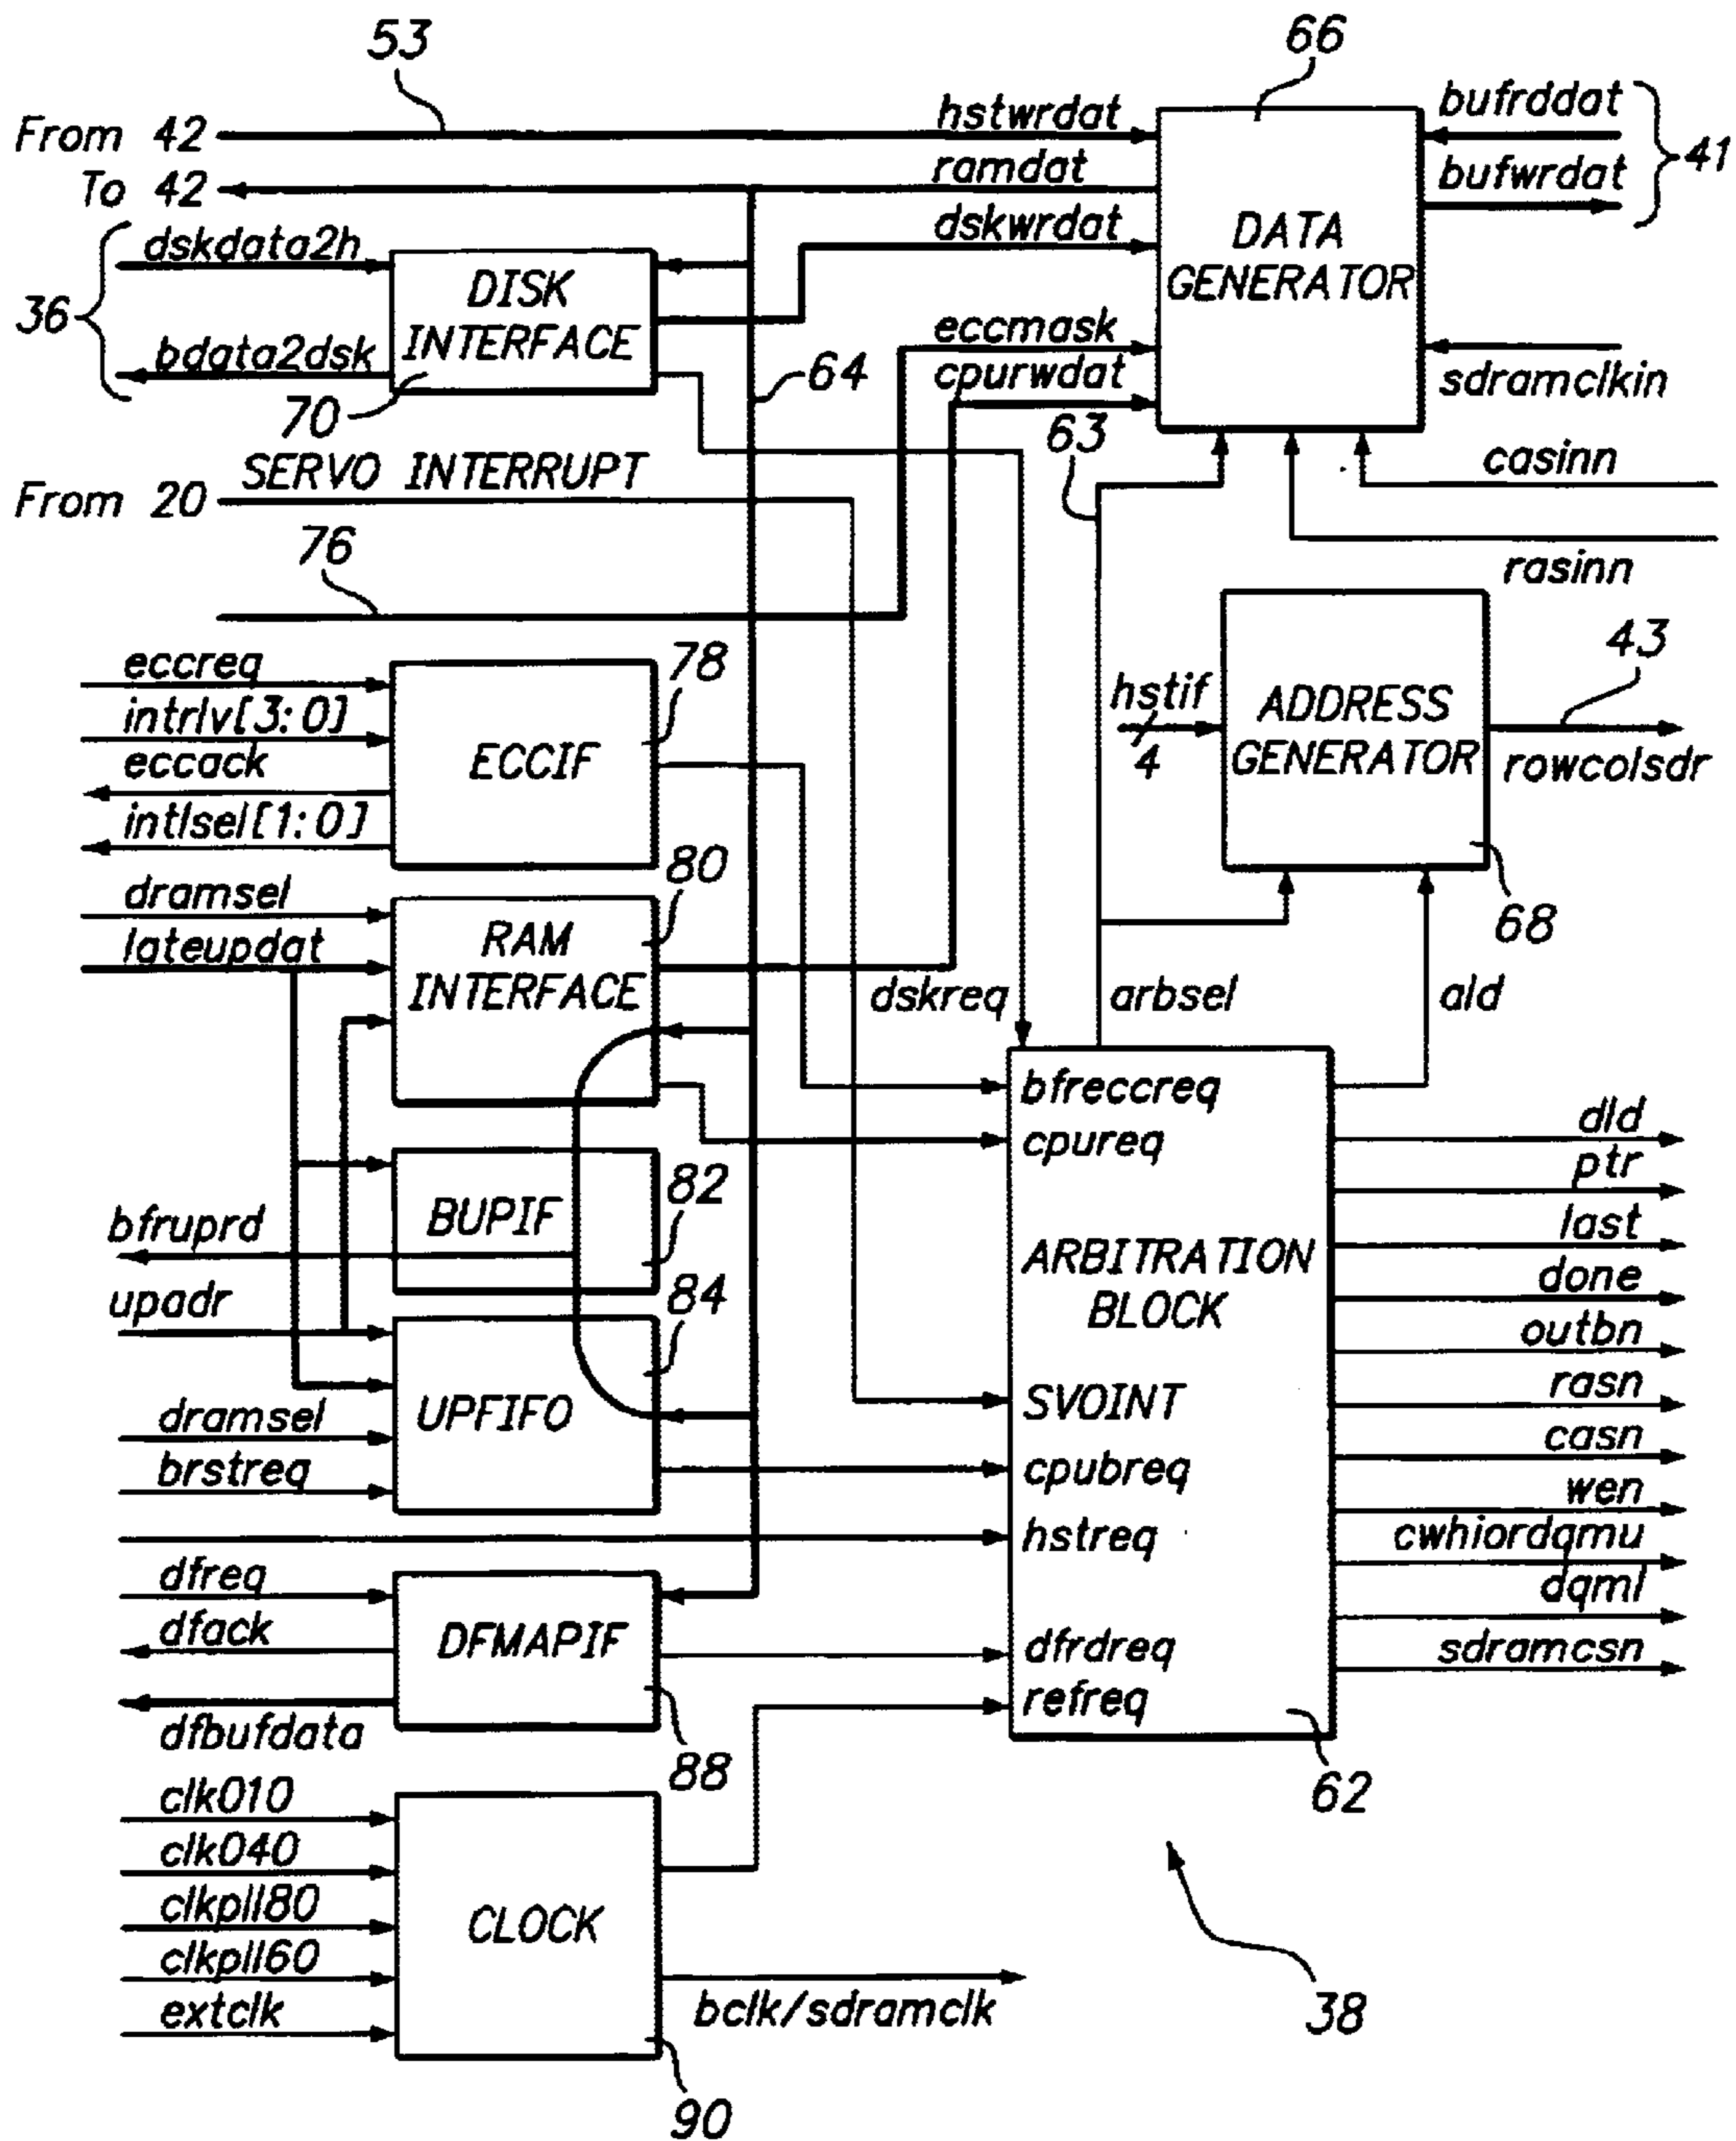 53
66
From 42
hstwrdat
bufrddat
41
To 42
ramdat
bufwrdat
dskdata2h
dskwrdat
DATA
GENERATOR
36
DISK
INTERFACE
bdata2dsk
eccmask
64
cpurwdat
sdramclkin
70
63
SERVO INTERRUPT
casinn
From 20
76
rasinn
43
eccreq
78
hstif
4
ADDRESS
GENERATOR
intrlv[3:0]
ECCIF
rowcolsdr
eccack
intlsel[1:0]
80
68
dramsel
RAM
INTERFACE
lateupdat
dskreq
arbsel
ald
bfreccreq
dld
cpureq
ptr
82
BUPIF
last
bfruprd
ARBITRATION
BLOCK
done
upadr
84
outbn
UPFIFO
SVOINT
rasn
dramsel
casn
brstreq
cpubreq
wen
hstreq
cwhiordqmu
dfreq
dqml
dfack
DFMAPIF
dfrdreq
sdramcsn
refreq
dfbufdata
88
62
clk010
clk040
clkpll80
CLOCK
clkpll60
extclk
bclk/sdramclk
38
90